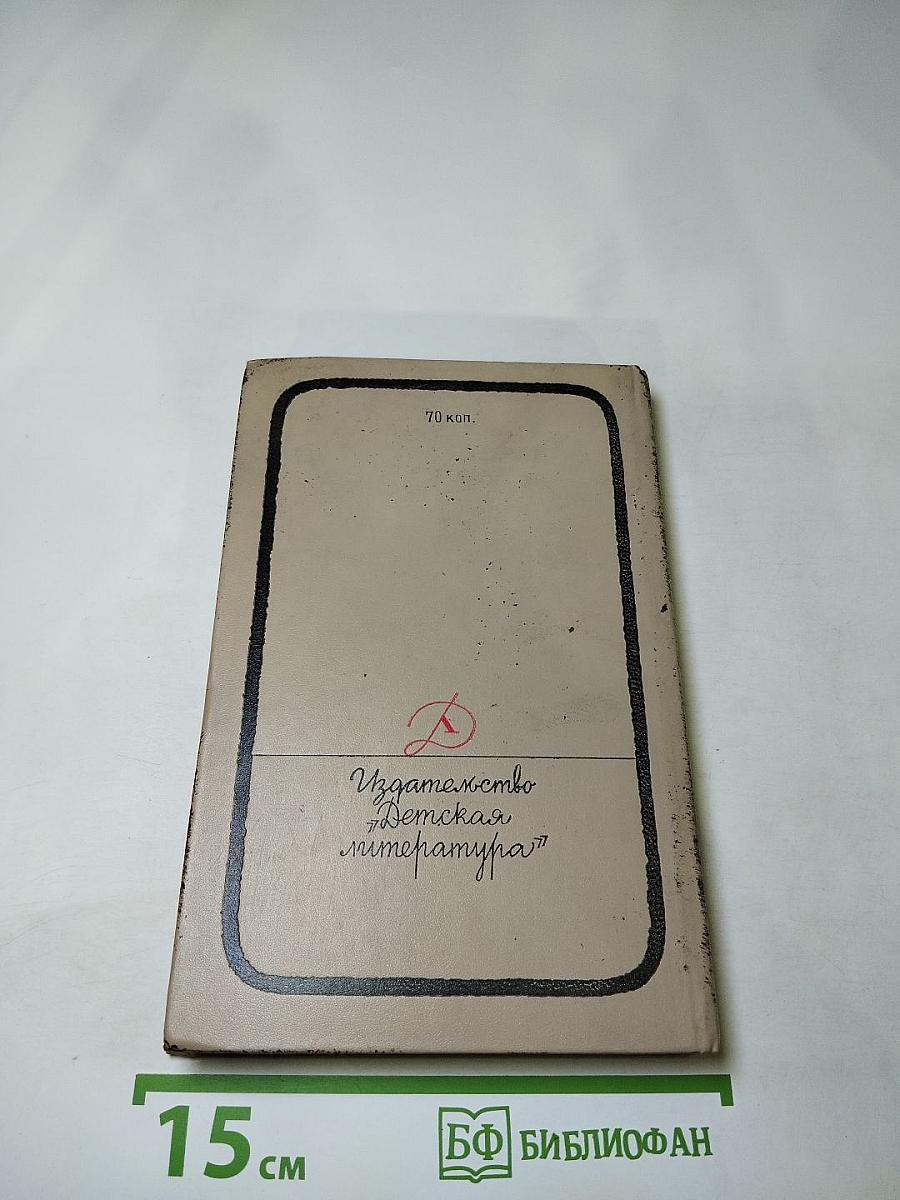 70 коп.
Издательство
„Детская
литература”
15 см
БФ БИБЛИОФАН